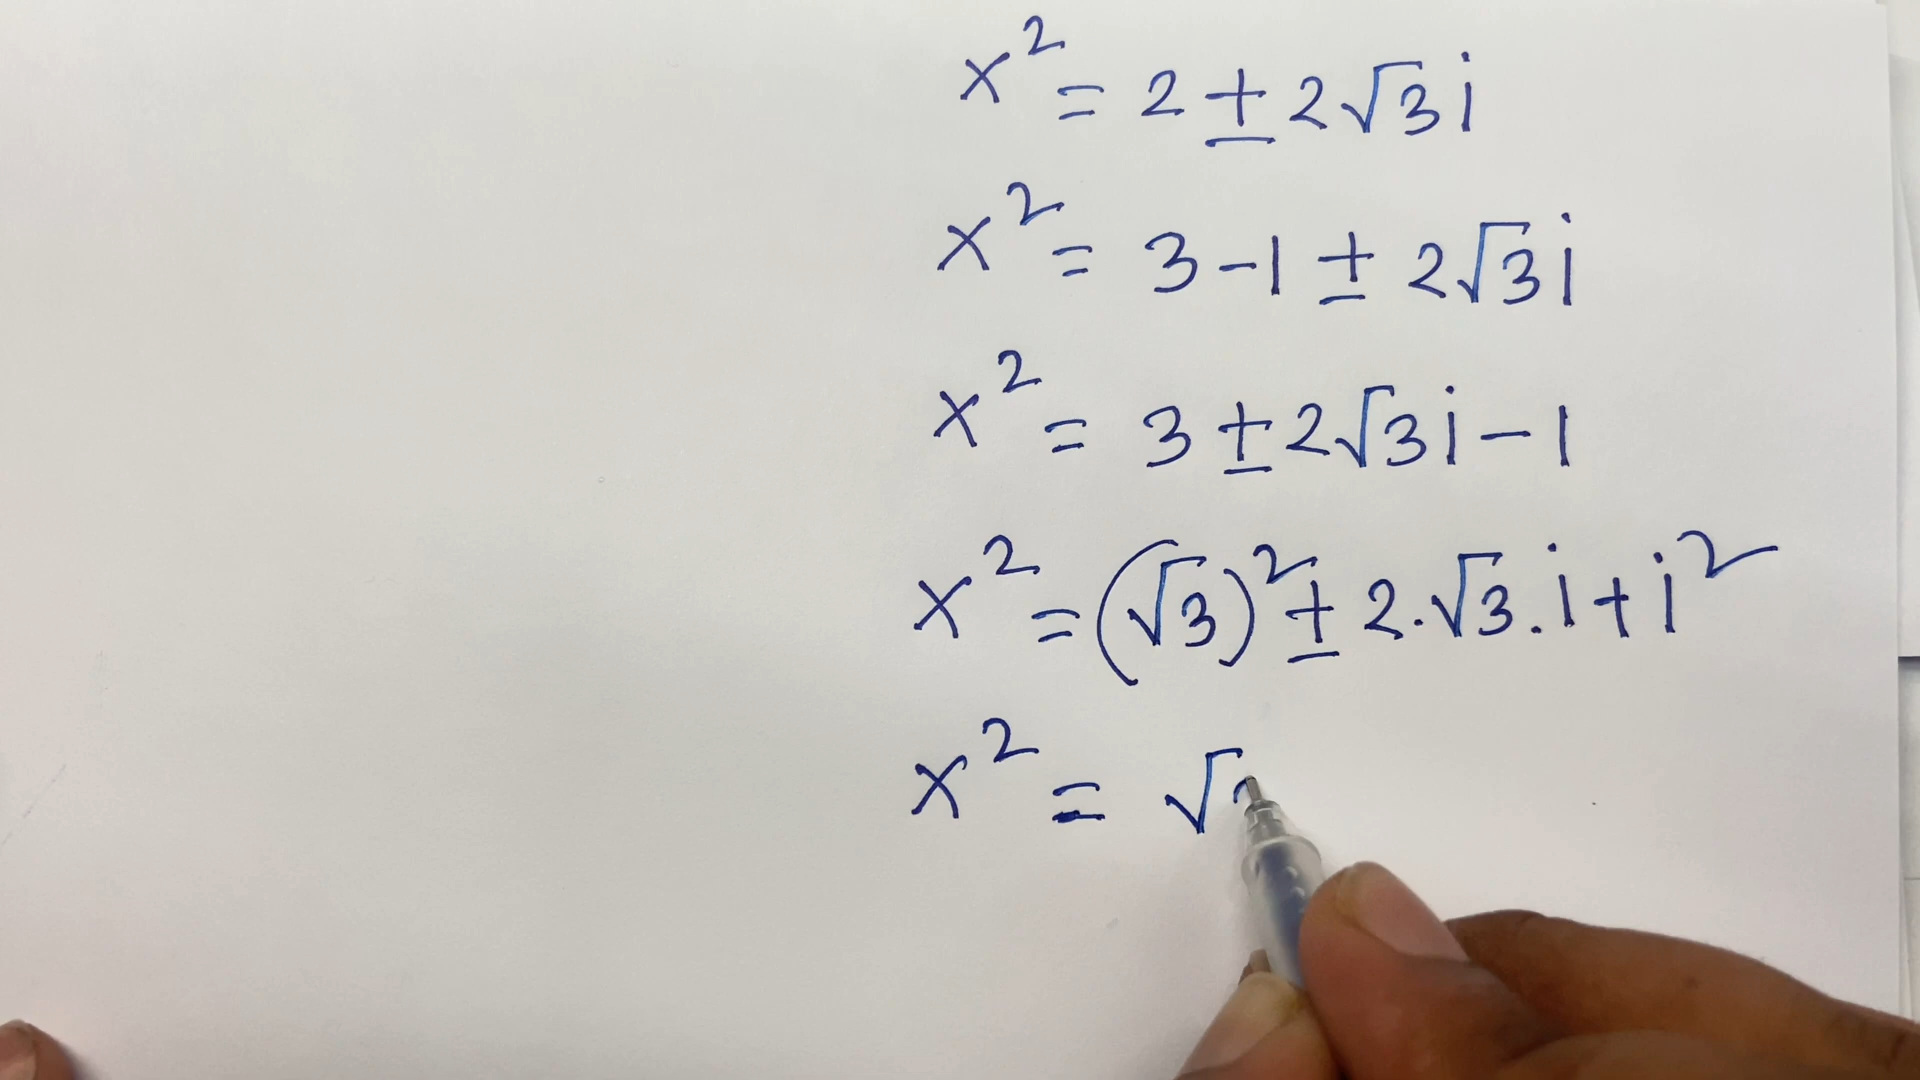 x² = 2 ± 2√3 i
x² = 3 - 1 ± 2√3 i
x² = 3 ± 2√3 i - 1
x² = (√3)² ± 2.√3.i + i²
x² = √